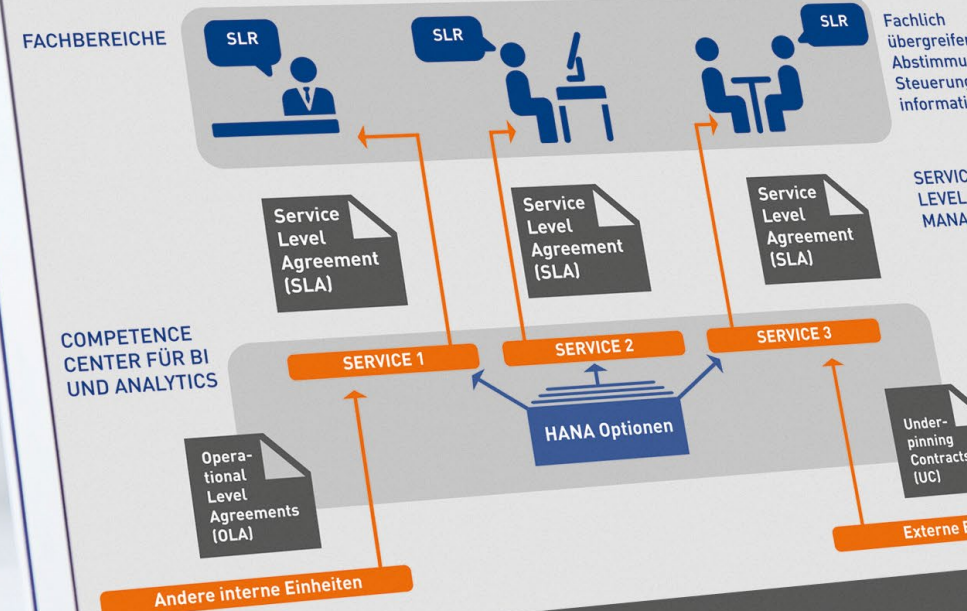 FACHBEREICHE
SLR
SLR
SLR
Fachlich
Service
Level
Agreement
(SLA)
Service
Level
Agreement
(SLA)
Service
Level
Agreement
(SLA)
COMPETENCE
CENTER FÜR BI
UND ANALYTICS
SERVICE 1
SERVICE 2
SERVICE 3
HANA Optionen
Opera-
tional
Level
Agreements
(OLA)
Under-
pinning
Contracts
(UC)
Andere interne Einheiten
Externe